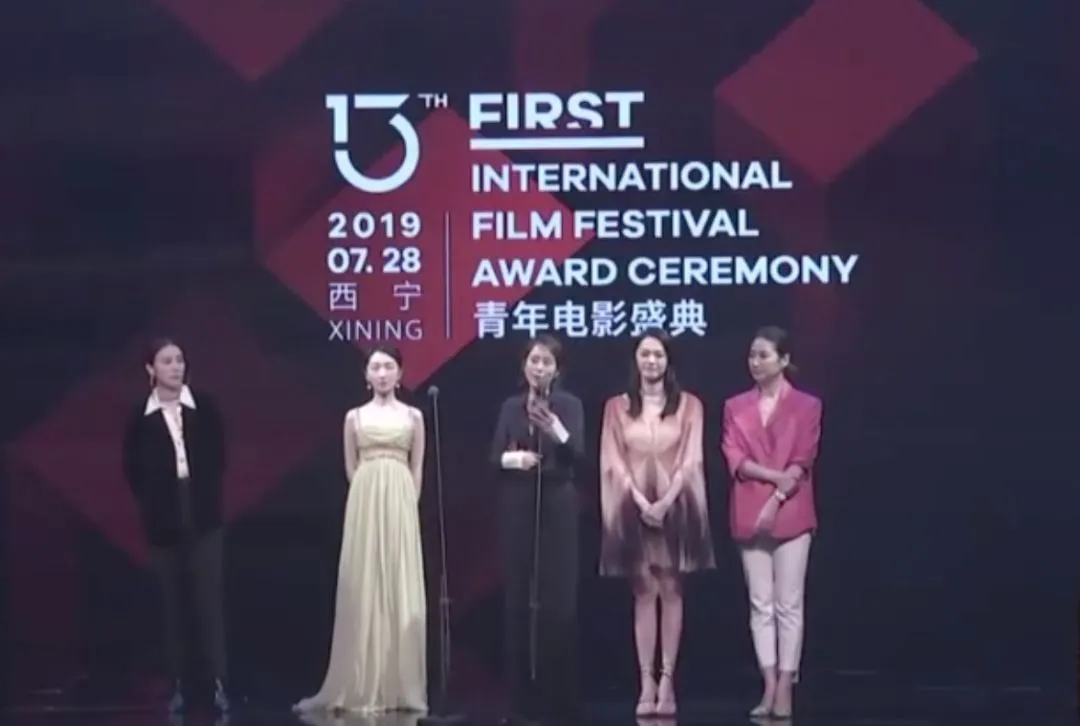 13TH
2019
07. 28
西宁
XINING
FIRST
INTERNATIONAL
FILM FESTIVAL
AWARD CEREMONY
青年电影盛典